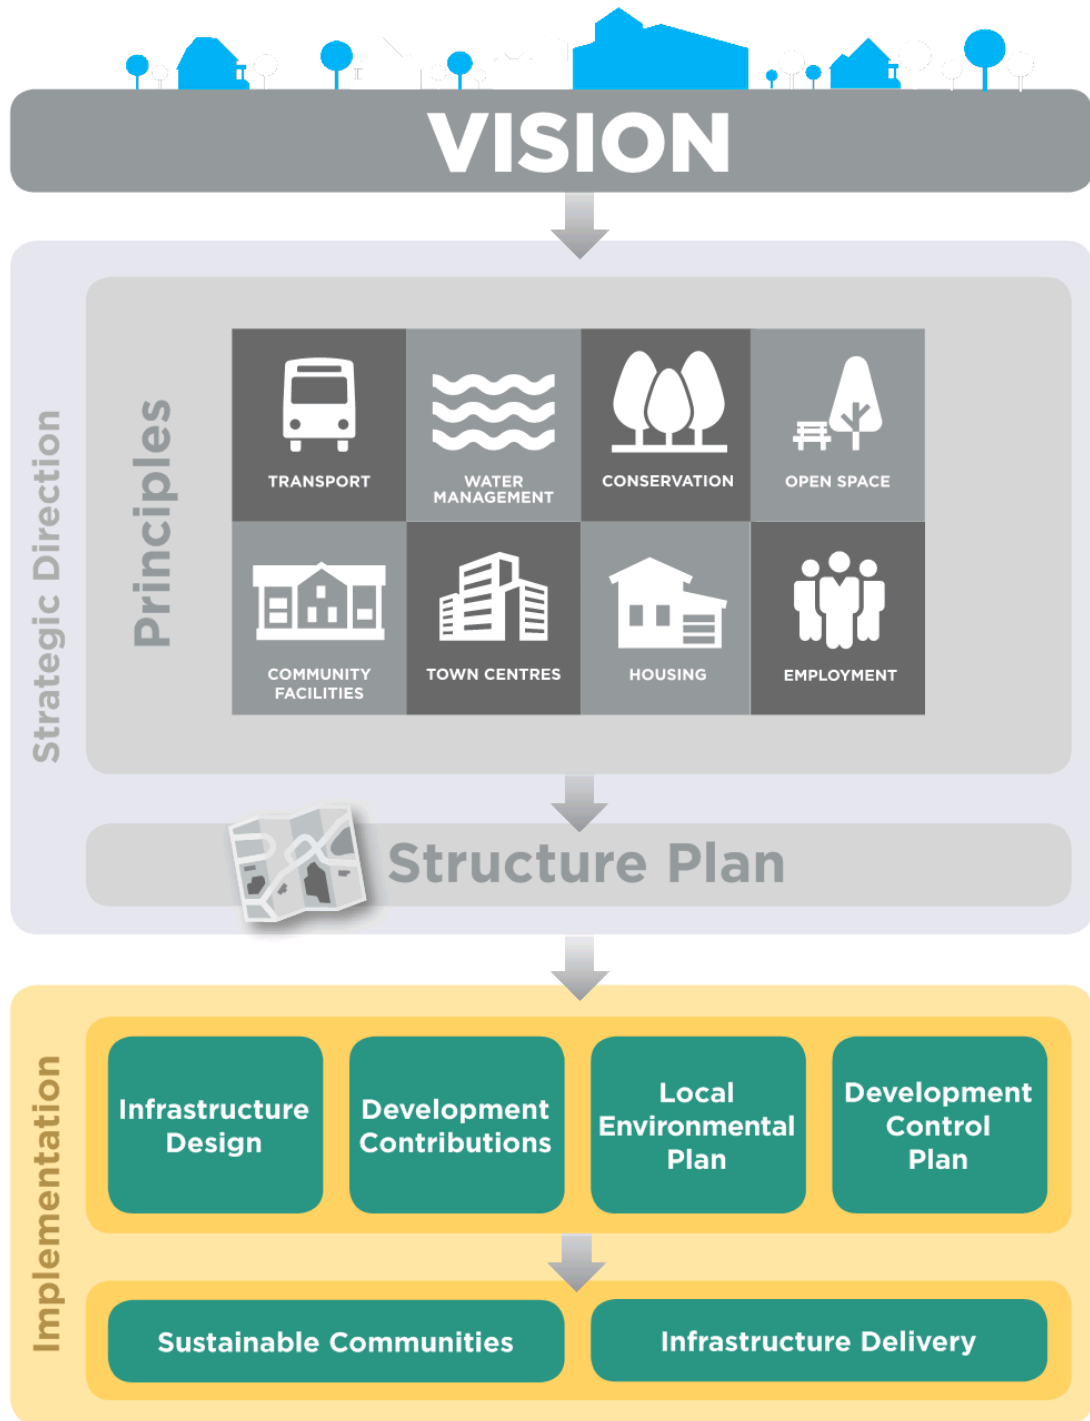 VISION
Strategic Direction
Principles
TRANSPORT
WATER
MANAGEMENT
CONSERVATION
OPEN SPACE
COMMUNITY
FACILITIES
TOWN CENTRES
HOUSING
EMPLOYMENT
Structure Plan
Implementation
Infrastructure
Design
Development
Contributions
Local
Environmental
Plan
Development
Control
Plan
Sustainable Communities
Infrastructure Delivery